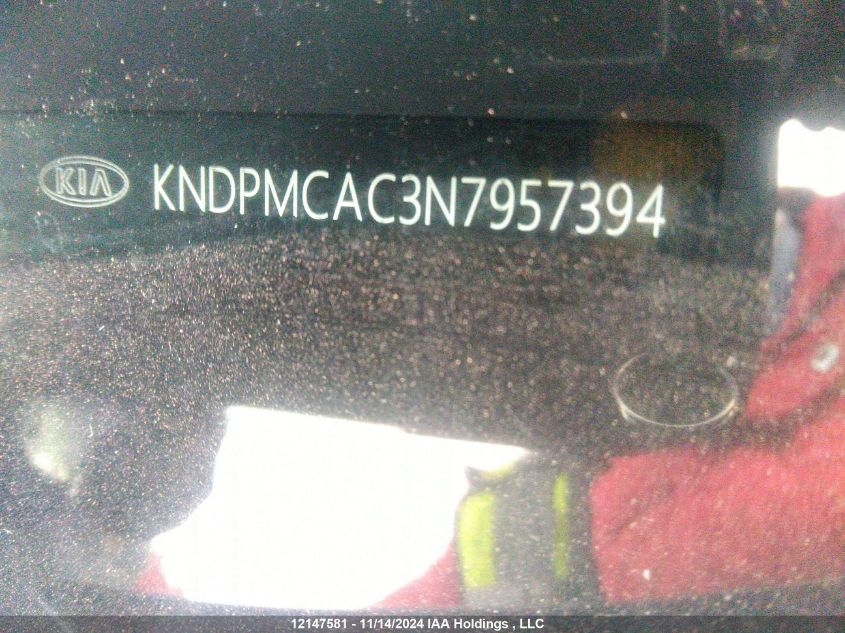 KIA KNDPMCAC3N7957394
12147581 - 11/14/2024 IAA Holdings , LLC